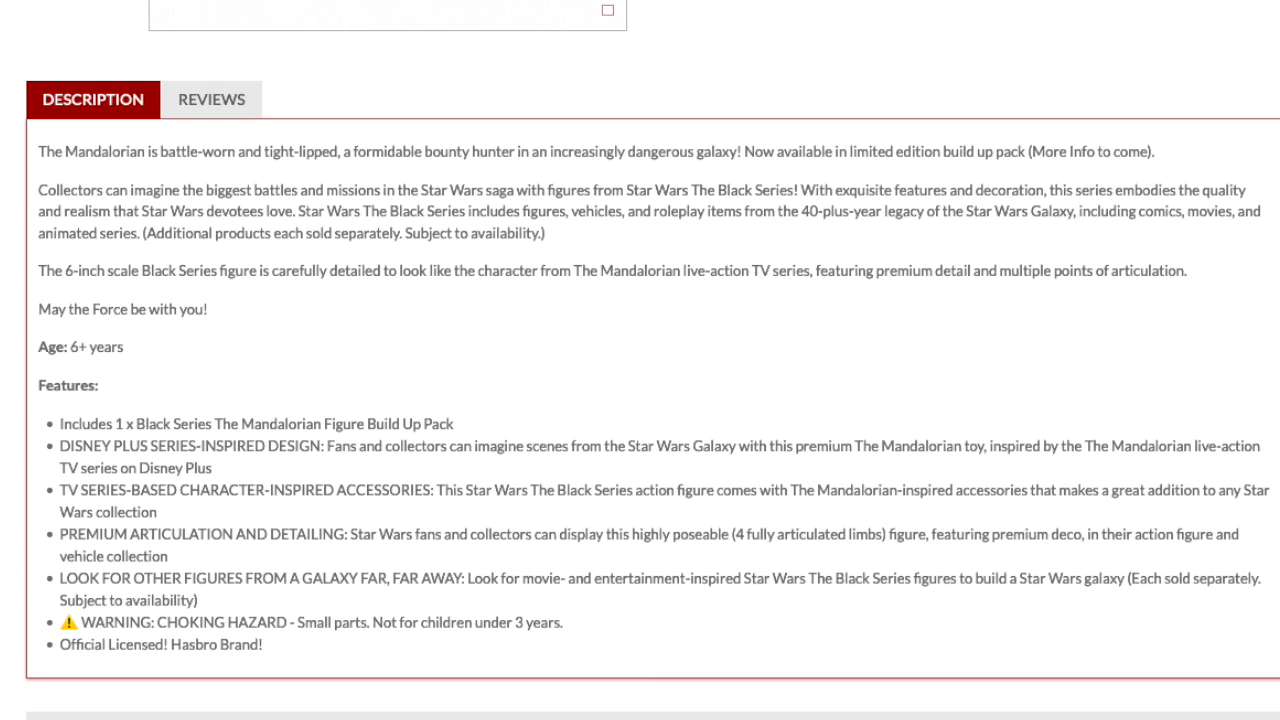 DESCRIPTION REVIEWS
The Mandalorian is battle-worn and tight-lipped, a formidable bounty hunter in an increasingly dangerous galaxy! Now available in limited edition build up pack (More Info to come).
Collectors can imagine the biggest battles and missions in the Star Wars saga with figures from Star Wars The Black Series! With exquisite features and decoration, this series embodies the quality
and realism that Star Wars devotees love. Star Wars The Black Series includes figures, vehicles, and roleplay items from the 40-plus-year legacy of the Star Wars Galaxy, including comics, movies, and
animated series. (Additional products each sold separately. Subject to availability.)
The 6-inch scale Black Series figure is carefully detailed to look like the character from The Mandalorian live-action TV series, featuring premium detail and multiple points of articulation.
May the Force be with you!
Age: 6+ years
Features:
• Includes 1 x Black Series The Mandalorian Figure Build Up Pack
• DISNEY PLUS SERIES-INSPIRED DESIGN: Fans and collectors can imagine scenes from the Star Wars Galaxy with this premium The Mandalorian toy, inspired by the The Mandalorian live-action
TV series on Disney Plus
• TV SERIES-BASED CHARACTER-INSPIRED ACCESSORIES: This Star Wars The Black Series action figure comes with The Mandalorian-inspired accessories that makes a great addition to any Star
Wars collection
• PREMIUM ARTICULATION AND DETAILING: Star Wars fans and collectors can display this highly poseable (4 fully articulated limbs) figure, featuring premium deco, in their action figure and
vehicle collection
• LOOK FOR OTHER FIGURES FROM A GALAXY FAR, FAR AWAY: Look for movie- and entertainment-inspired Star Wars The Black Series figures to build a Star Wars galaxy (Each sold separately.
Subject to availability)
• ⚠️ WARNING: CHOKING HAZARD - Small parts. Not for children under 3 years.
• Official Licensed! Hasbro Brand!